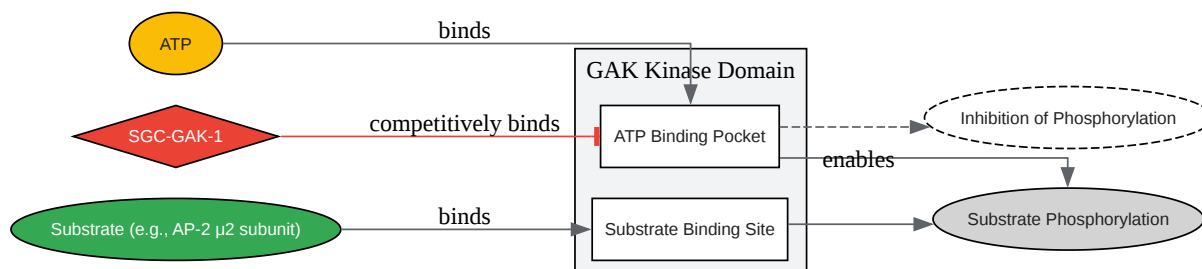 ATP
binds
GAK Kinase Domain
SGC-GAK-1
competitively binds
ATP Binding Pocket
Inhibition of Phosphorylation
enables
Substrate (e.g., AP-2 μ2 subunit)
binds
Substrate Binding Site
Substrate Phosphorylation